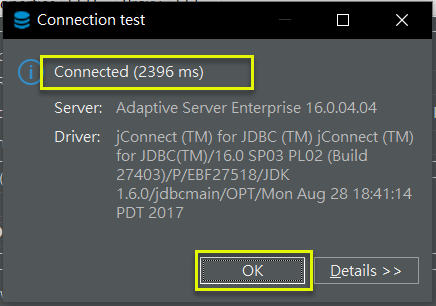 Connection test
Connected (2396 ms)
Server: Adaptive Server Enterprise 16.0.04.04
Driver: jConnect (TM) for JDBC (TM) jConnect (TM)
for JDBC(TM)/16.0 SP03 PL02 (Build
27403)/P/EBF27518/JDK
1.6.0/jdbcmain/OPT/Mon Aug 28 18:41:14
PDT 2017
OK Details >>